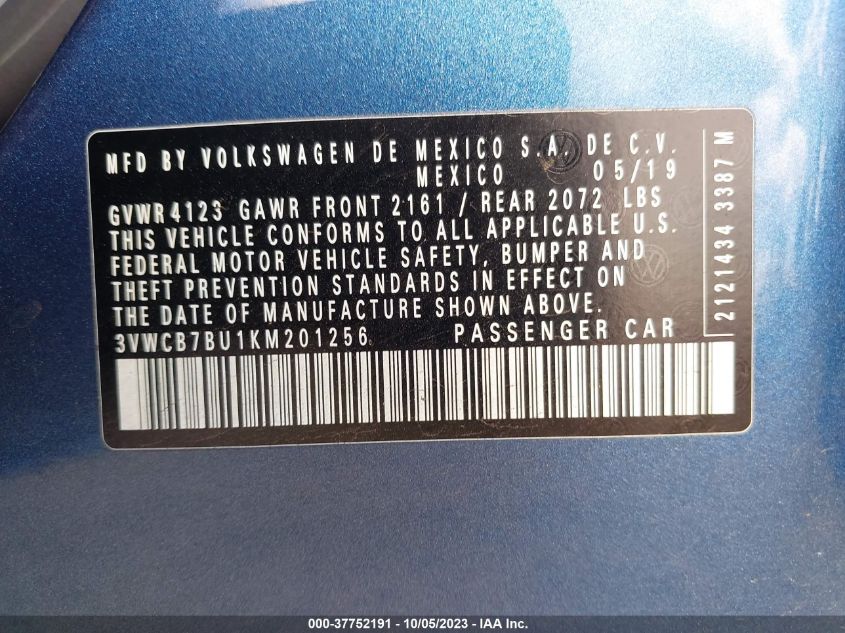 MFD BY VOLKSWAGEN DE MEXICO S.A. DE C.V.
MEXICO 05/19
GVWR 4123 GAWR FRONT 2161 / REAR 2072 LBS
THIS VEHICLE CONFORMS TO ALL APPLICABLE U.S.
FEDERAL MOTOR VEHICLE SAFETY, BUMPER AND
THEFT PREVENTION STANDARDS IN EFFECT ON
THE DATE OF MANUFACTURE SHOWN ABOVE.
3VWCB7BU1KM201256 PASSENGER CAR
2121434 3387 M
000-37752191 - 10/05/2023 - IAA Inc.